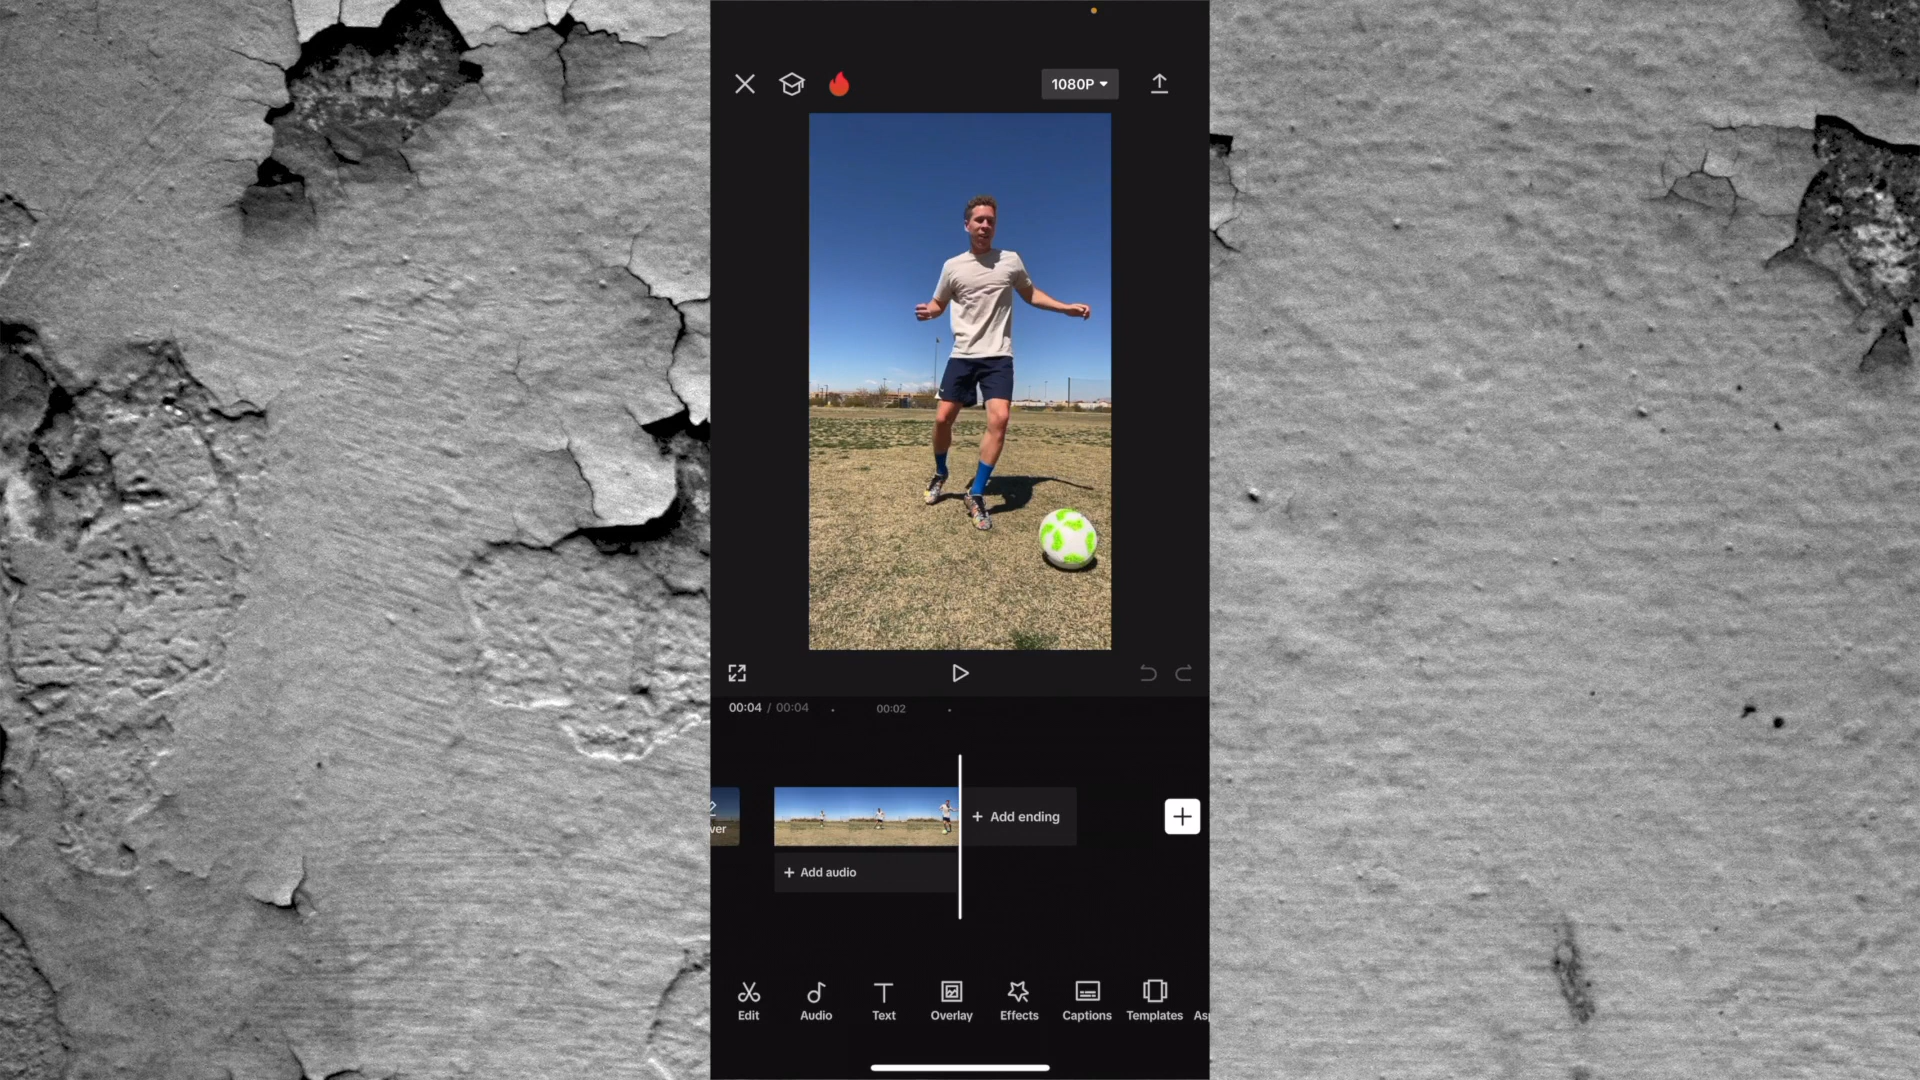 1080P
00:04 / 00:04
00:02
ver
+ Add ending
+ Add audio
Edit
Audio
Text
Overlay
Effects
Captions
Templates
As